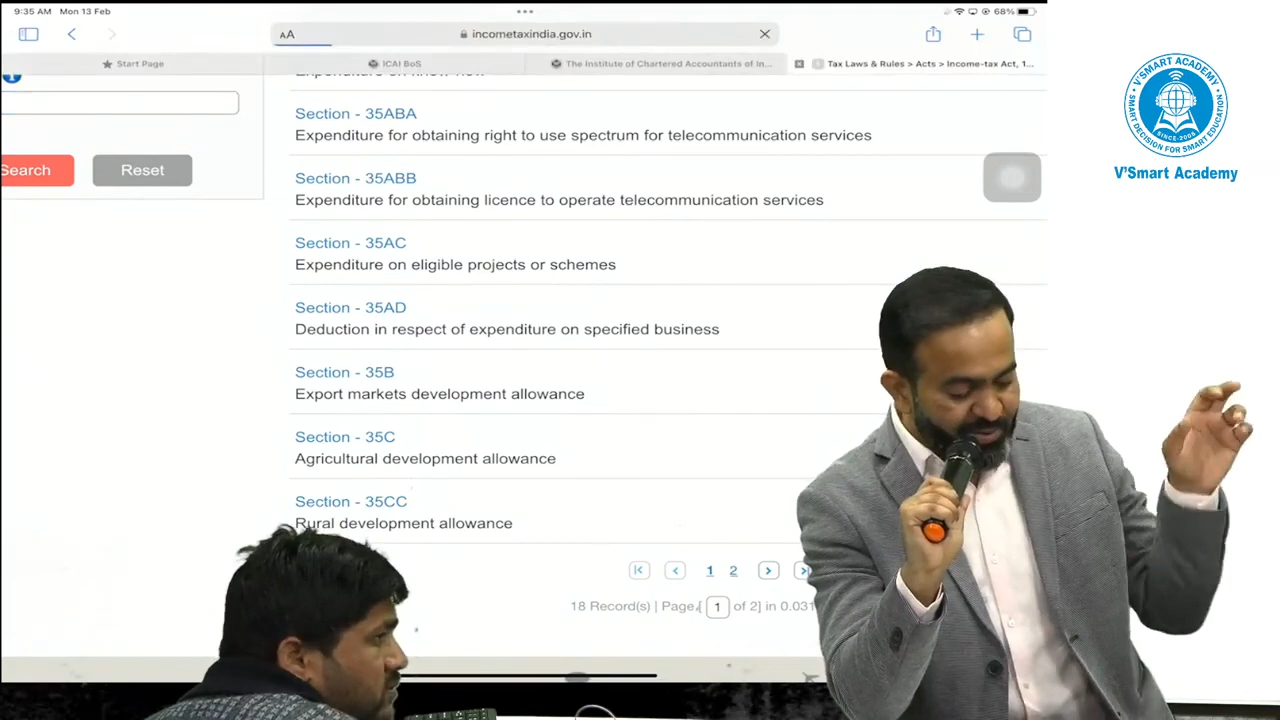 9:35 AM Mon 13 Feb
68%
AA
incometaxindia.gov.in
Start Page
ICAI BoS
The Institute of Chartered Accountants of In...
Tax Laws & Rules > Acts > Income-tax Act, 1...
Search
Reset
Section - 35ABA
Expenditure for obtaining right to use spectrum for telecommunication services
Section - 35ABB
Expenditure for obtaining licence to operate telecommunication services
Section - 35AC
Expenditure on eligible projects or schemes
Section - 35AD
Deduction in respect of expenditure on specified business
Section - 35B
Export markets development allowance
Section - 35C
Agricultural development allowance
Section - 35CC
Rural development allowance
1 2
18 Record(s) | Page [ 1 of 2] in 0.031
V'SMART ACADEMY
SMART DECISION FOR SMART EDUCATION
SINCE-2006
V'Smart Academy